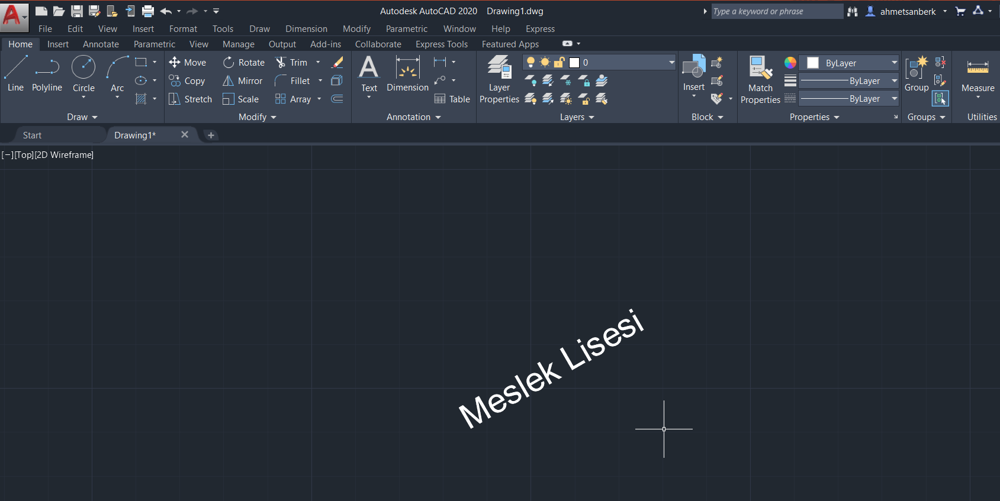 Autodesk AutoCAD 2020 Drawing1.dwg
Type a keyword or phrase
ahmetsanberk
File Edit View Insert Format Tools Draw Dimension Modify Parametric Window Help Express
Home Insert Annotate Parametric View Manage Output Add-ins Collaborate Express Tools Featured Apps
Line Polyline Circle Arc
Draw
Move Rotate Trim
Copy Mirror Fillet
Stretch Scale Array
Modify
Text Dimension
Table
Annotation
Layer Properties
0
Layers
Insert
Block
Match Properties
ByLayer
ByLayer
ByLayer
Properties
Group
Groups
Measure
Utilities
Start Drawing1*
[−][Top][2D Wireframe]
Meslek Lisesi